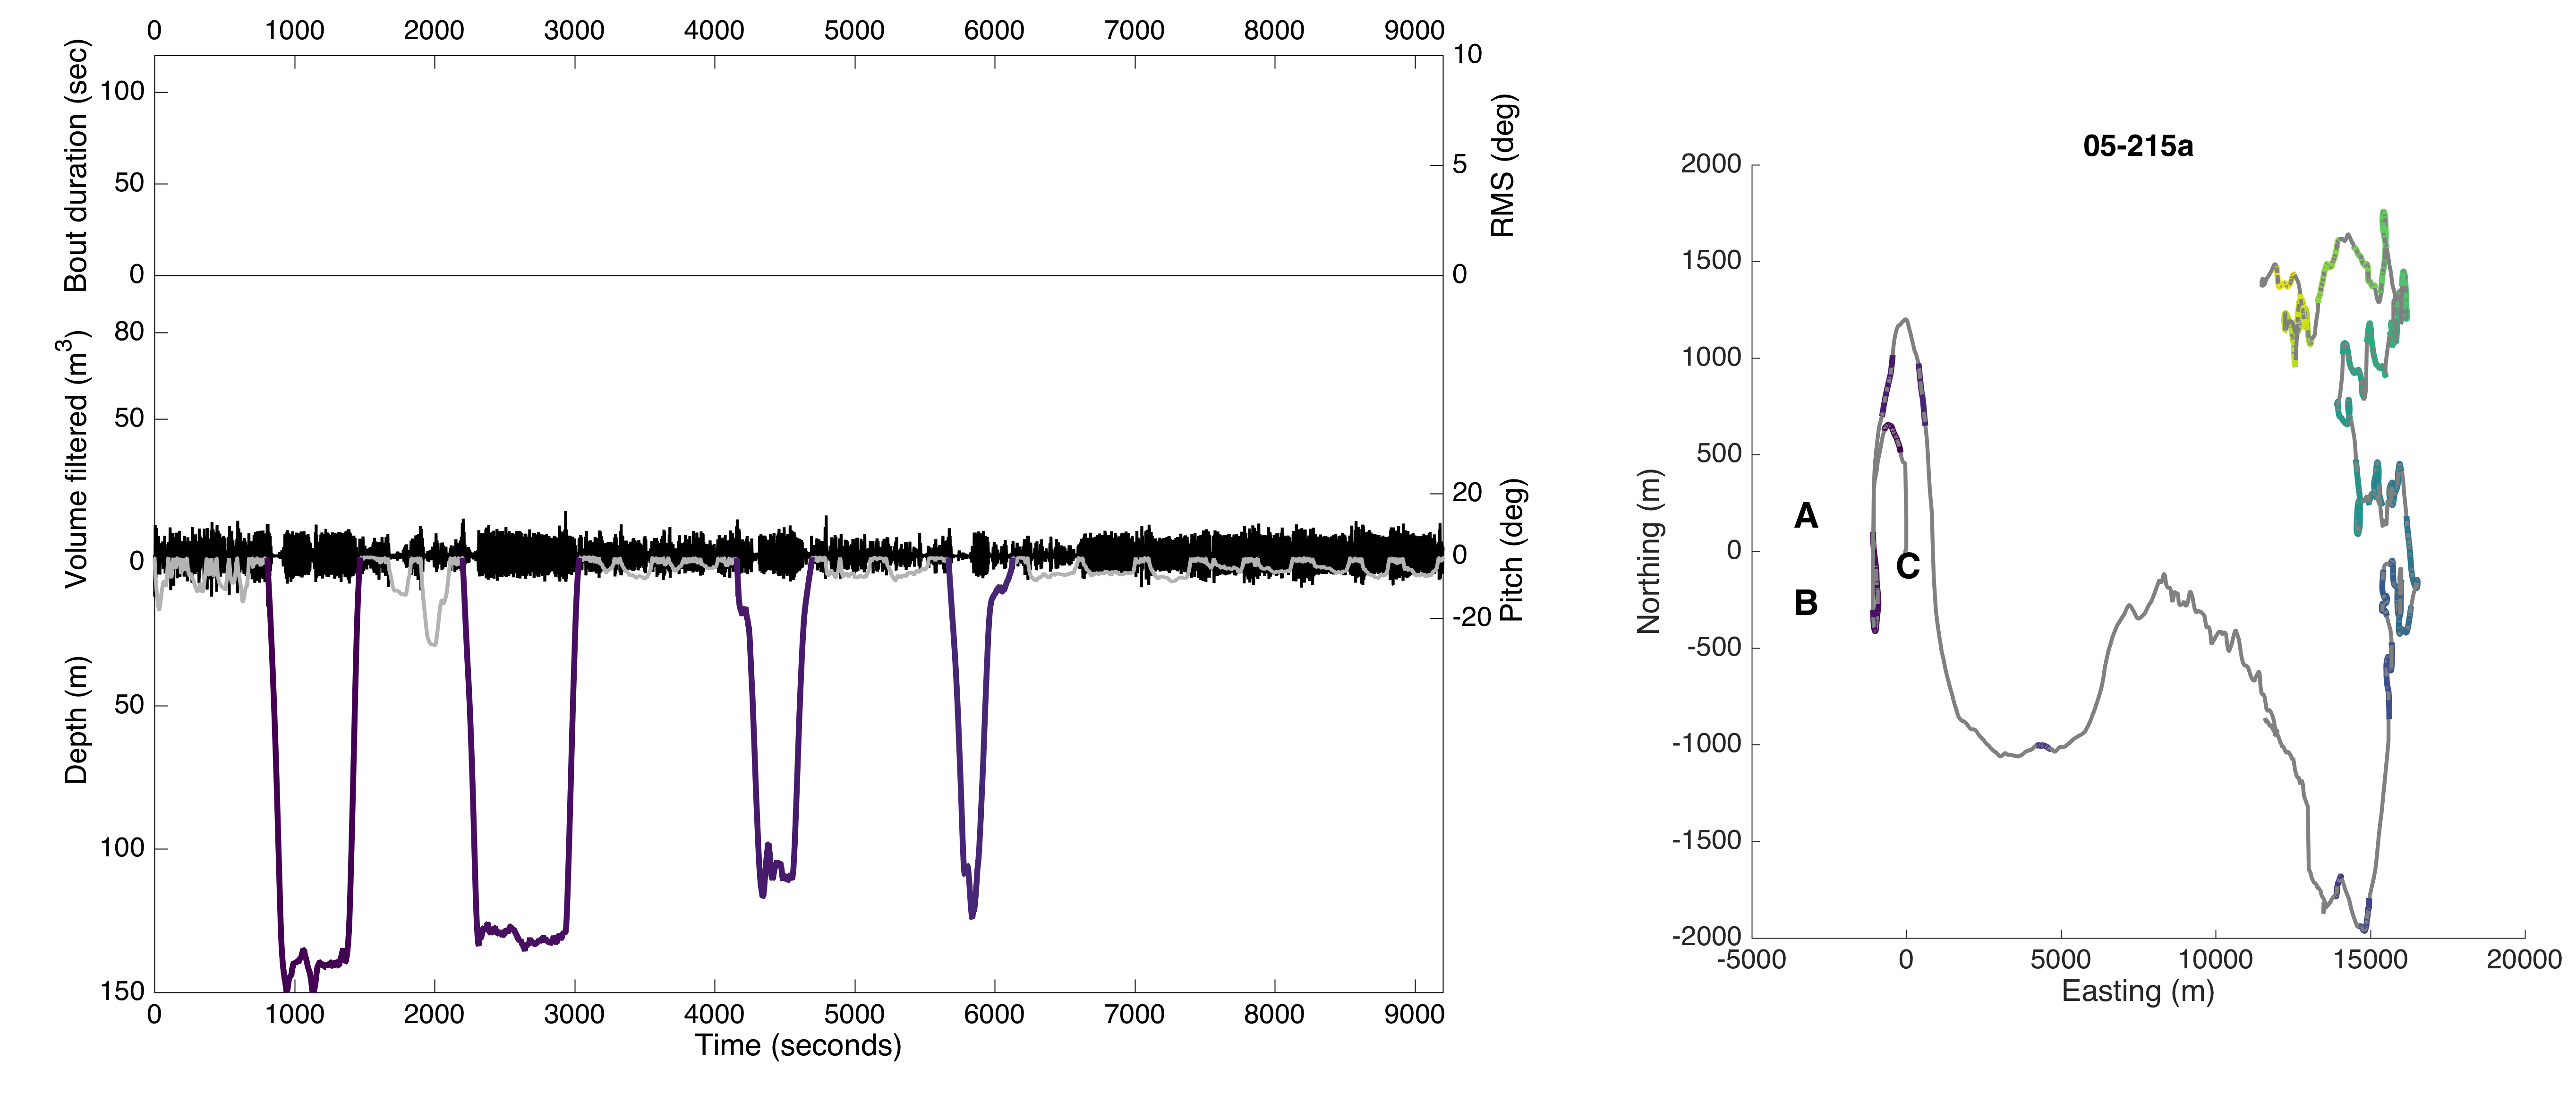 0 1000 2000 3000 4000 5000 6000 7000 8000 9000
Bout duration (sec)
100
50
0
10
5
0
RMS (deg)
Volume filtered (m3)
80
50
0
20
0
-20
Pitch (deg)
Depth (m)
50
100
150
0 1000 2000 3000 4000 5000 6000 7000 8000 9000
Time (seconds)
05-215a
Northing (m)
2000
1500
1000
500
0
-500
-1000
-1500
-2000
A
B
C
-5000 0 5000 10000 15000 20000
Easting (m)